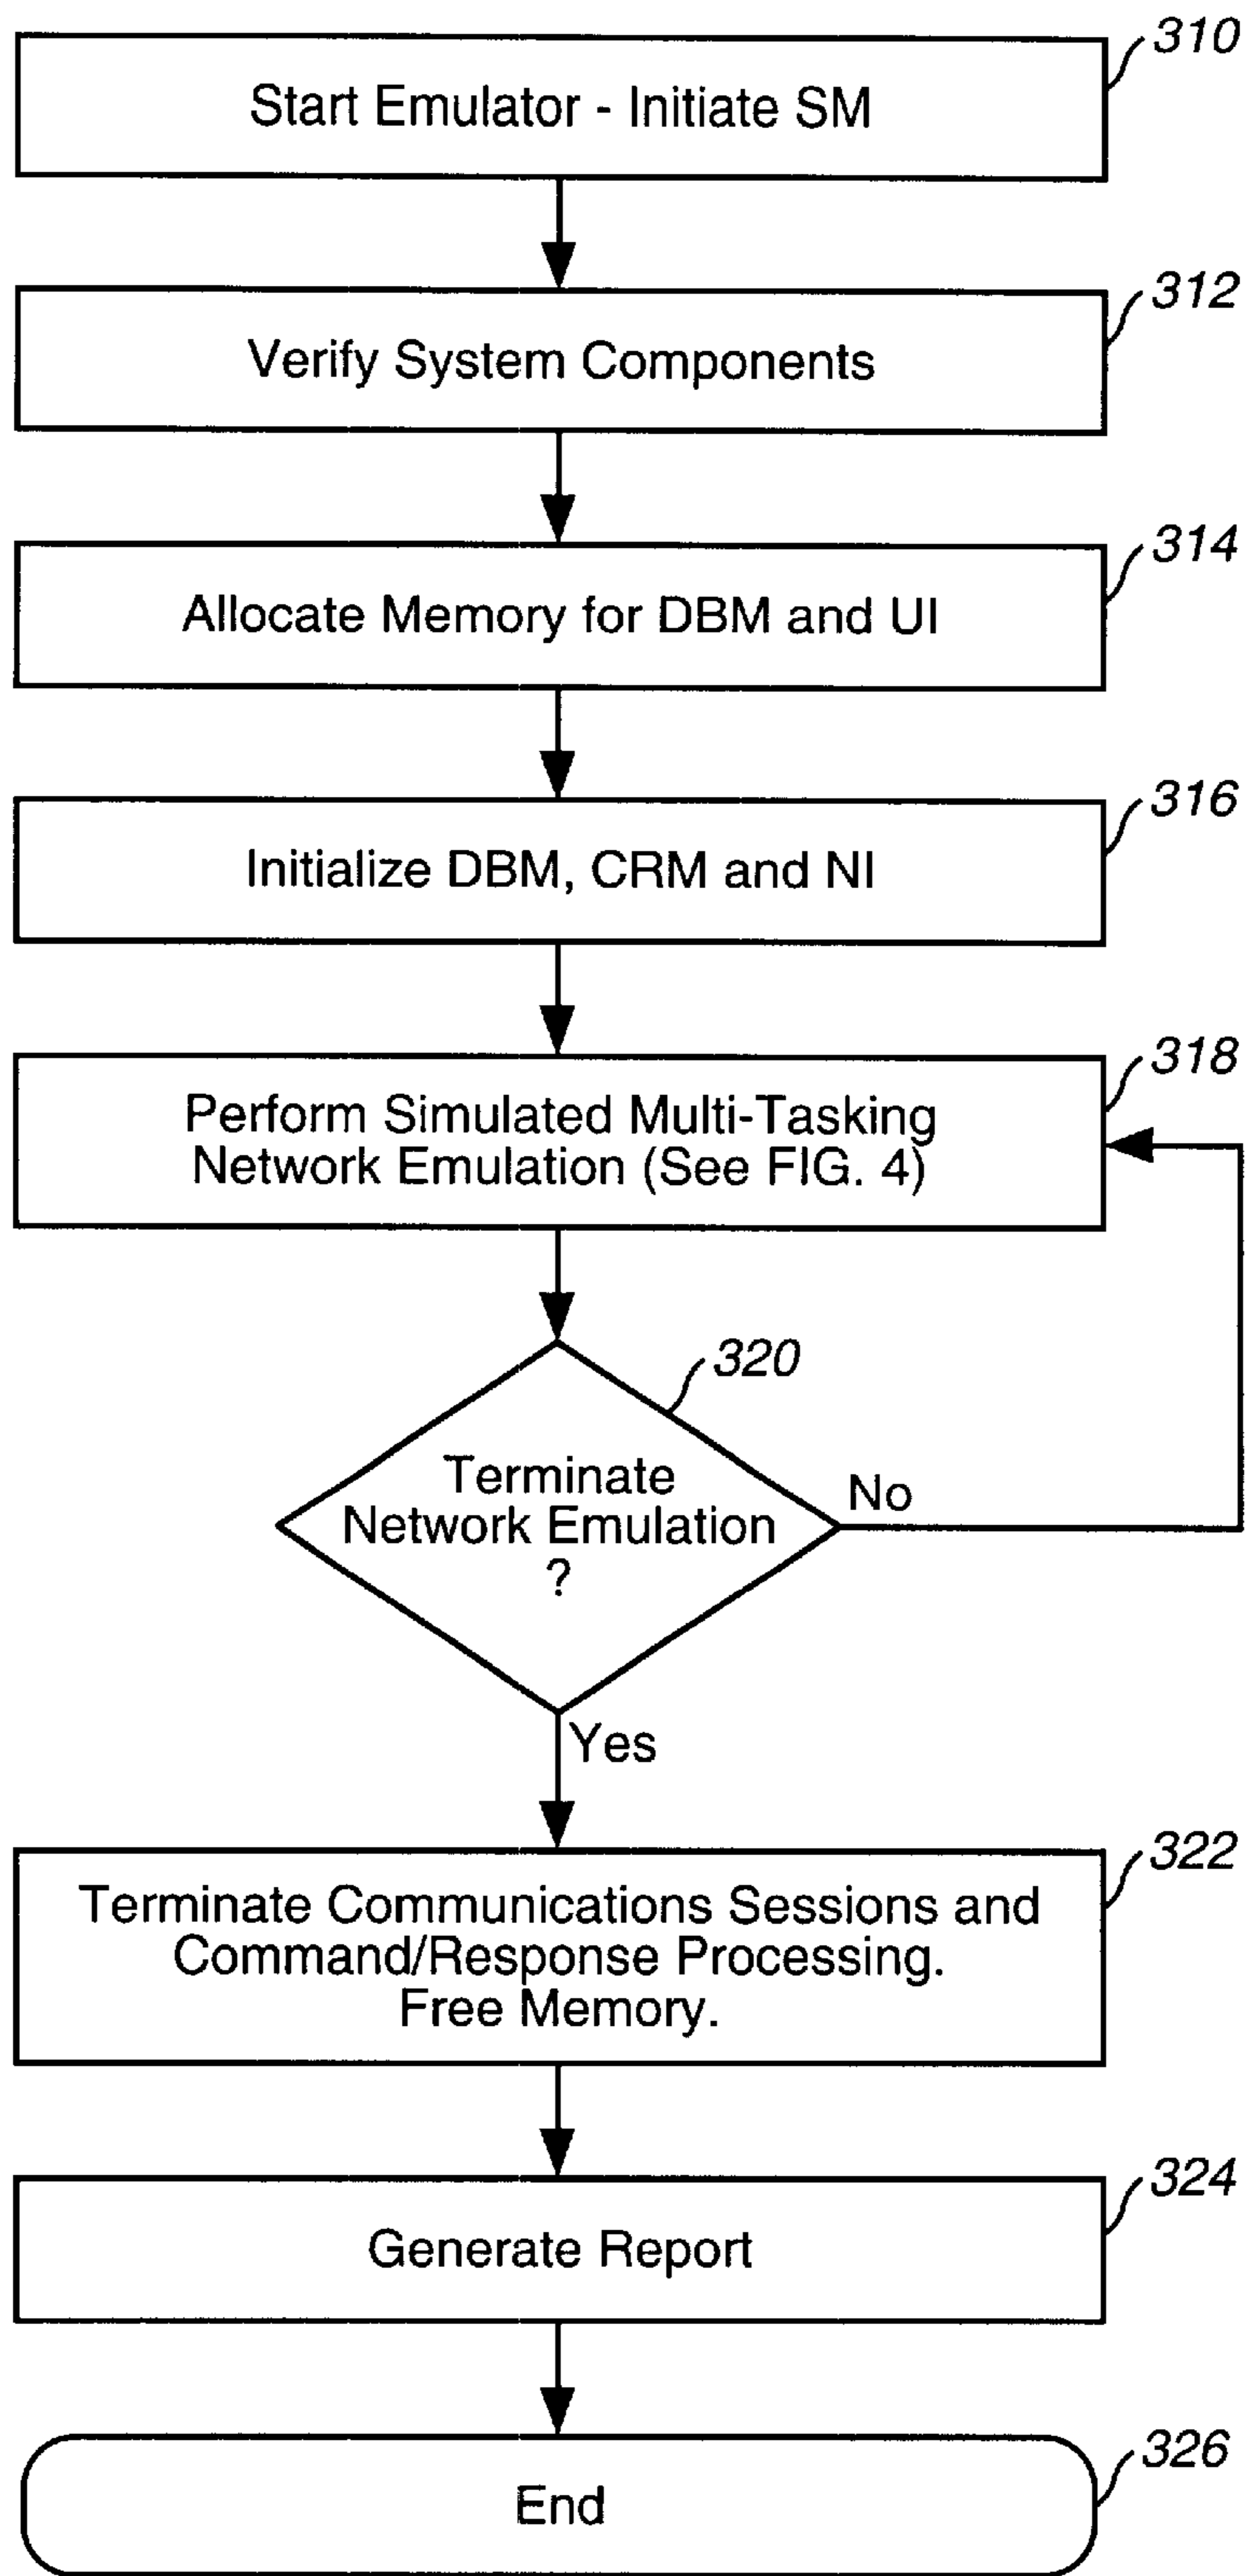 310
Start Emulator - Initiate SM
312
Verify System Components
314
Allocate Memory for DBM and UI
316
Initialize DBM, CRM and NI
318
Perform Simulated Multi-Tasking
Network Emulation (See FIG. 4)
320
Terminate
Network Emulation
?
No
Yes
322
Terminate Communications Sessions and
Command/Response Processing.
Free Memory.
324
Generate Report
326
End